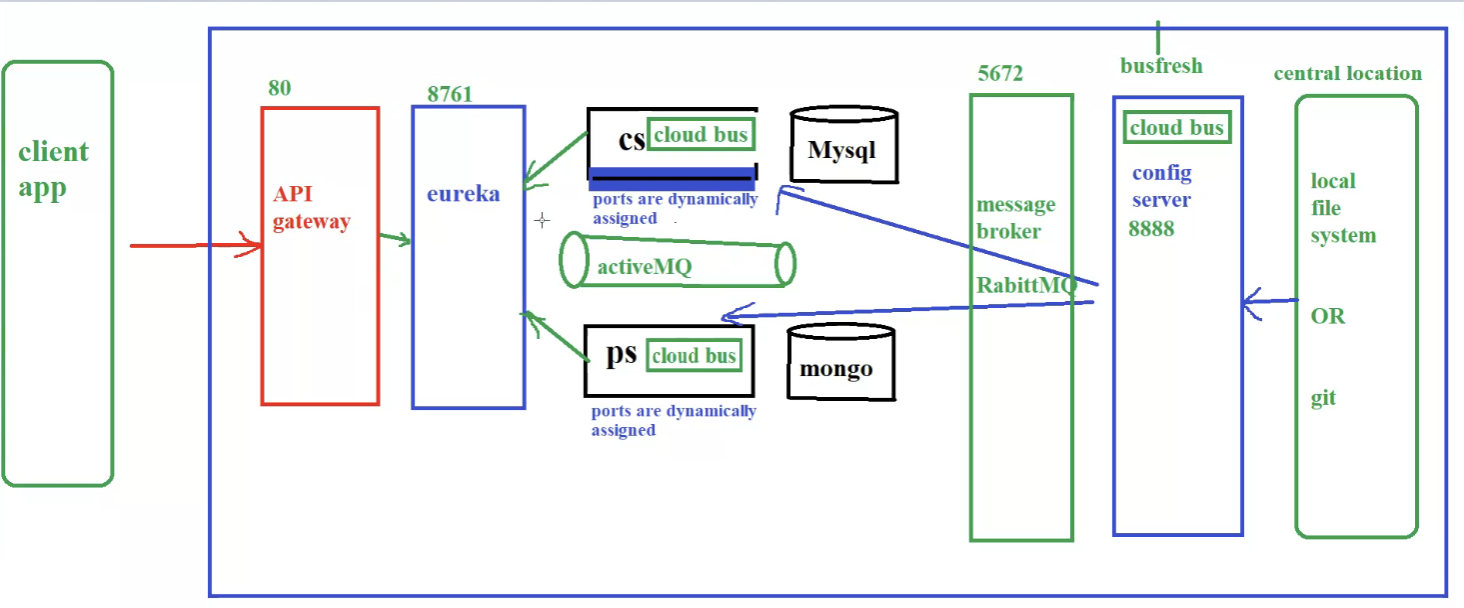 client
app
80
API
gateway
8761
eureka
cs
cloud bus
ports are dynamically
assigned
activeMQ
ps
cloud bus
ports are dynamically
assigned
Mysql
mongo
5672
message
broker
RabittMQ
busfresh
cloud bus
config
server
8888
central location
local
file
system
OR
git